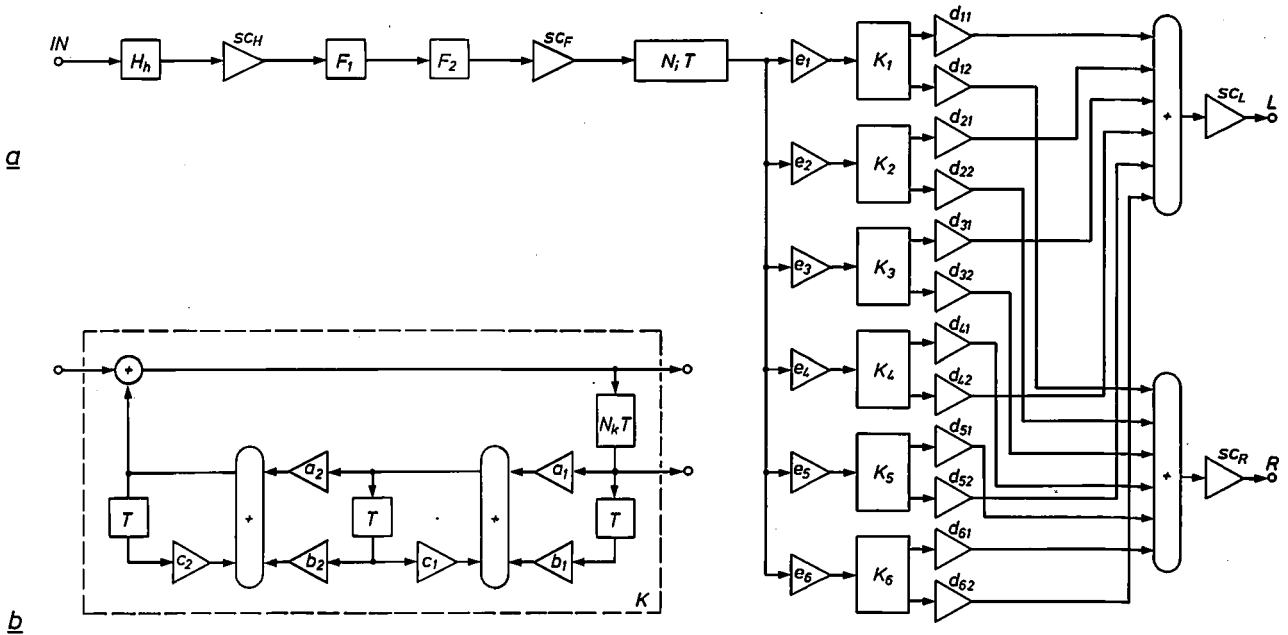 IN
H_h
SC_H
F_1
F_2
SC_F
N_i T
e_1
K_1
d_11
d_12
e_2
K_2
d_21
d_22
e_3
K_3
d_31
d_32
e_4
K_4
d_41
d_42
e_5
K_5
d_51
d_52
e_6
K_6
d_61
d_62
+
SC_L
L
+
SC_R
R
a
+
N_k T
a_2
a_1
T
+
T
+
T
c_2
b_2
c_1
b_1
K
b